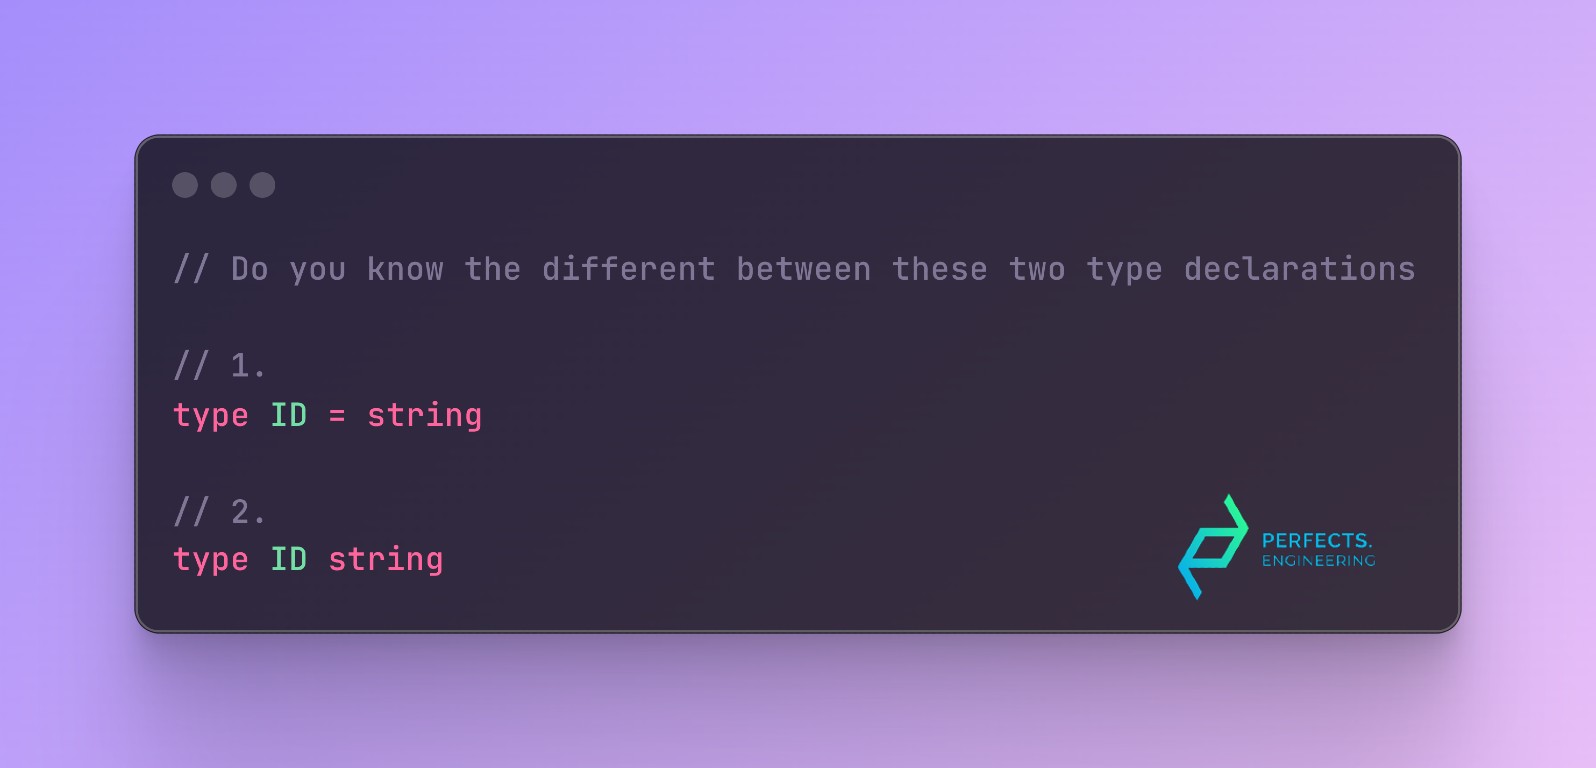 // Do you know the different between these two type declarations
// 1.
type ID = string
// 2.
type ID string
PERFECTS.
ENGINEERING